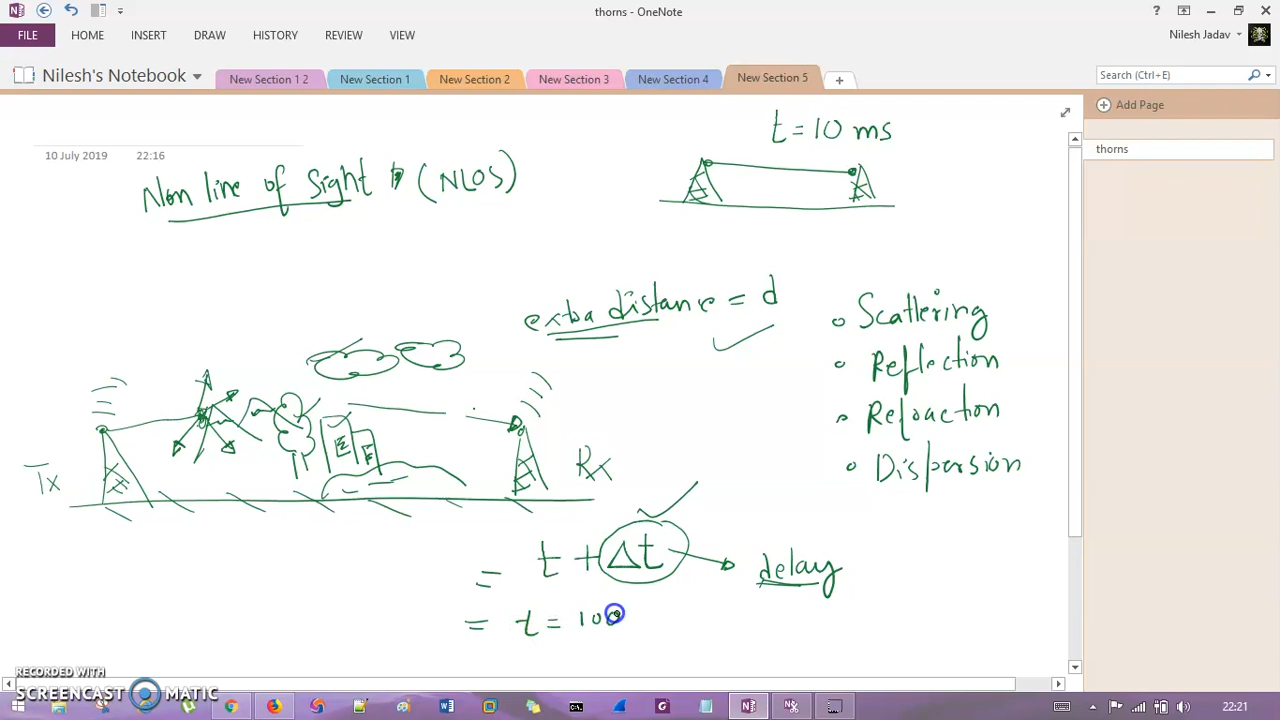 thorns - OneNote
FILE HOME INSERT DRAW HISTORY REVIEW VIEW
Nilesh Jadav
Nilesh's Notebook
New Section 1 2 New Section 1 New Section 2 New Section 3 New Section 4 New Section 5
Search (Ctrl+E)
Add Page
thorns
10 July 2019 22:16
t = 10 ms
Non line of sight (NLOS)
extra distance = d
Scattering
Reflection
Refraction
Dispersion
Tx
Rx
= t + Δt → delay
= t = 100
RECORDED WITH
SCREENCAST MATIC
22:21